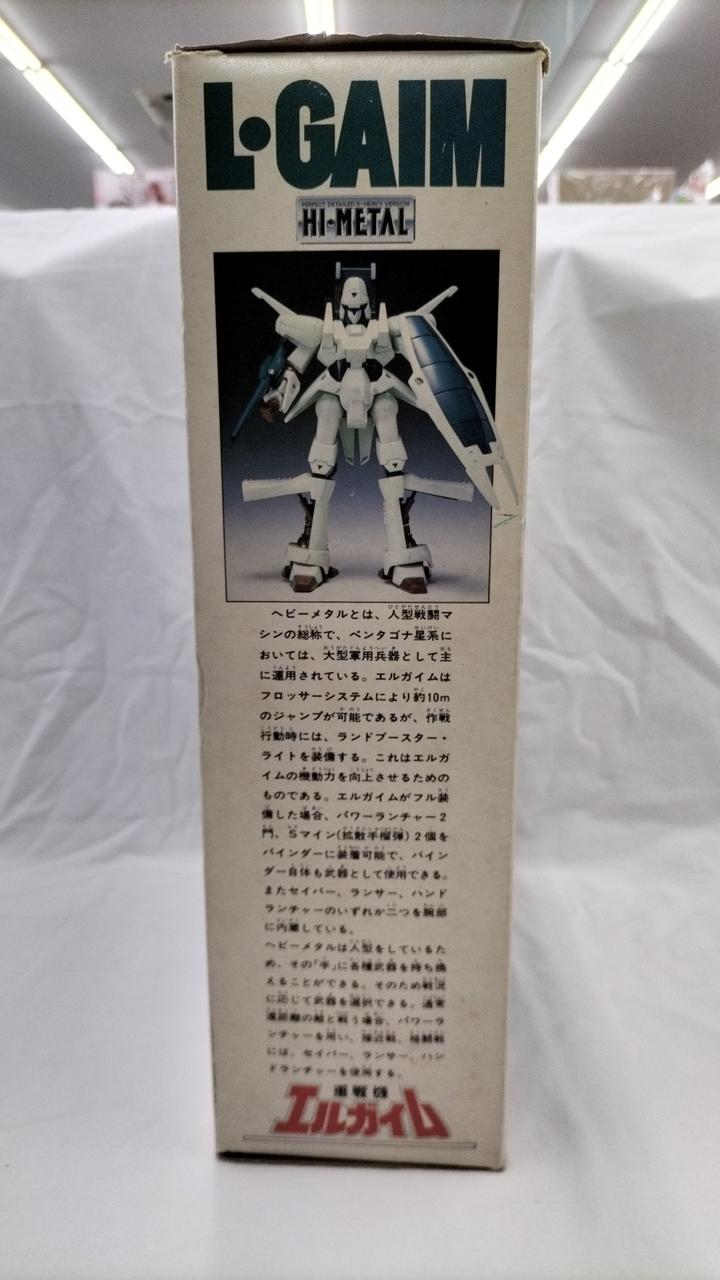 L·GAIM
PERFECT DETAILED S-HEAVY VERSION
HI-METAL
ヘビーメタルとは、人型戦闘マ
シンの総称で、ペンタゴナ星系に
おいては、大型軍用兵器として主
に運用されている。エルガイムは
フロッサーシステムにより約10m
のジャンプが可能であるが、作戦
行動時には、ランドブースター・
ライトを装備する。これはエルガ
イムの機動力を向上させるための
ものである。エルガイムがフル装
備した場合、パワーランチャー2
門、Sマイン(拡散手榴弾)2個を
バインダーに装着可能で、バイン
ダー自体も武器として使用できる。
またセイバー、ランサー、ハンド
ランチャーのいずれか二つを腕部
に内蔵している。
ヘビーメタルは人型をしているた
め、その「手」に各種武器を持ち換
えることができる。そのため戦況
に応じて武器を選択できる。通常
遠距離の敵と戦う場合、パワーラ
ンチャーを用い、接近戦、格闘戦
には、セイバー、ランサー、ハン
ドランチャーを使用する。
重戦機
エルガイム